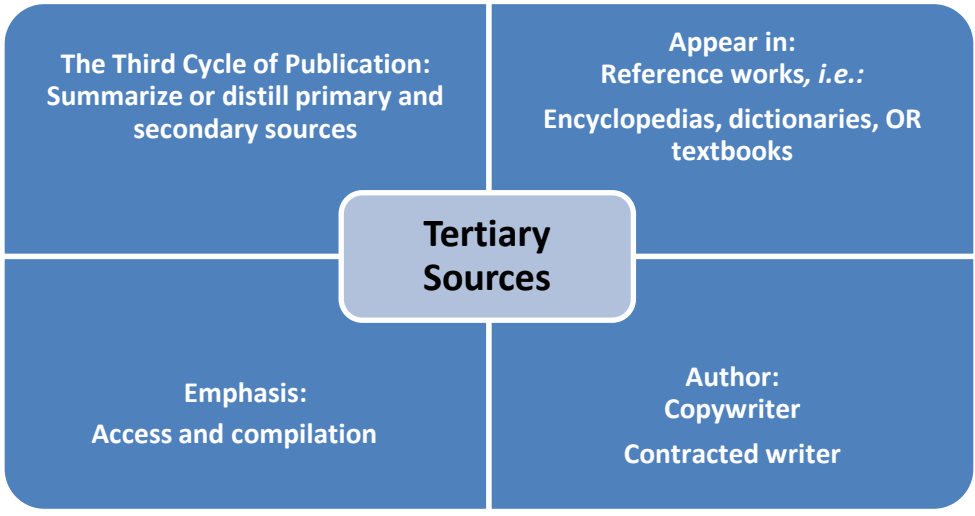 The Third Cycle of Publication:
Summarize or distill primary and
secondary sources
Appear in:
Reference works, i.e.:
Encyclopedias, dictionaries, OR
textbooks
Tertiary
Sources
Emphasis:
Access and compilation
Author:
Copywriter
Contracted writer